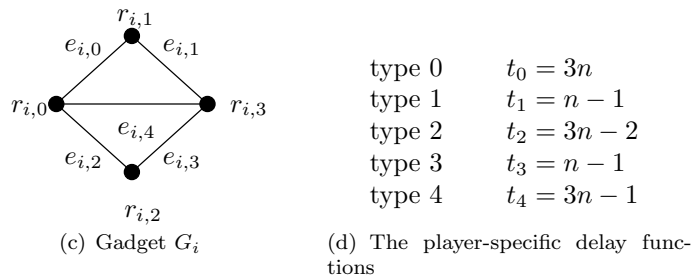 r_{i,1}
e_{i,0} e_{i,1}
r_{i,0} r_{i,3}
e_{i,4}
e_{i,2} e_{i,3}
r_{i,2}
(c) Gadget G_i
type 0 t_0 = 3n
type 1 t_1 = n − 1
type 2 t_2 = 3n − 2
type 3 t_3 = n − 1
type 4 t_4 = 3n − 1
(d) The player-specific delay func-
tions